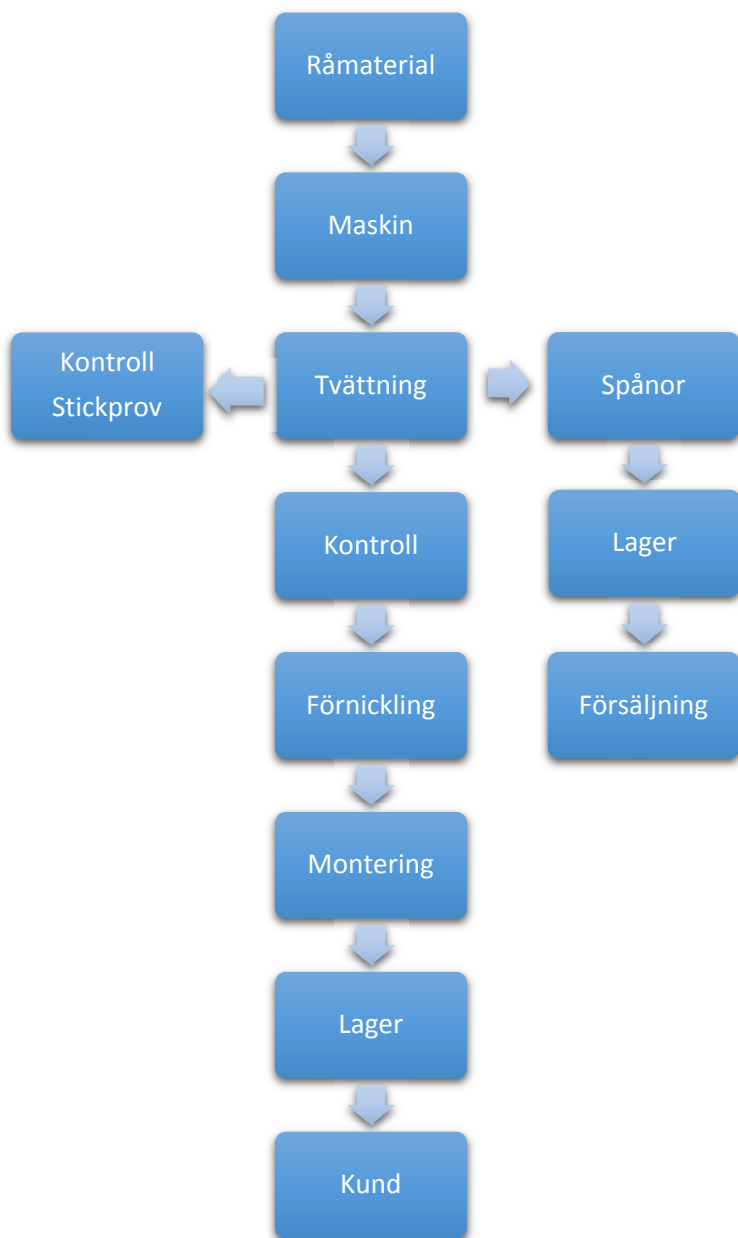 Råmaterial
Maskin
Kontroll
Stickprov
Tvättning
Spånor
Kontroll
Lager
Förnickling
Försäljning
Montering
Lager
Kund